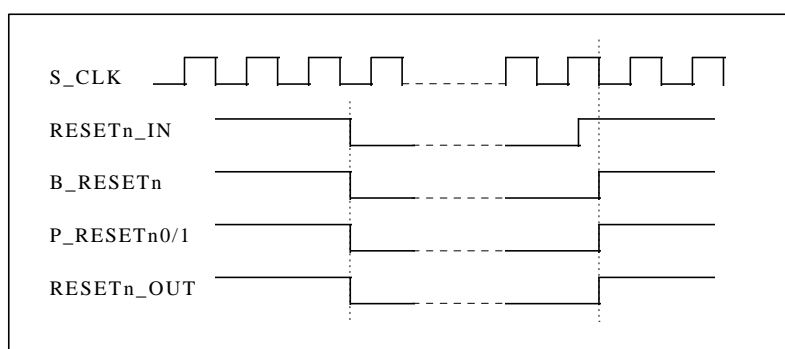 S_CLK
RESETn_IN
B_RESETn
P_RESETn0/1
RESETn_OUT